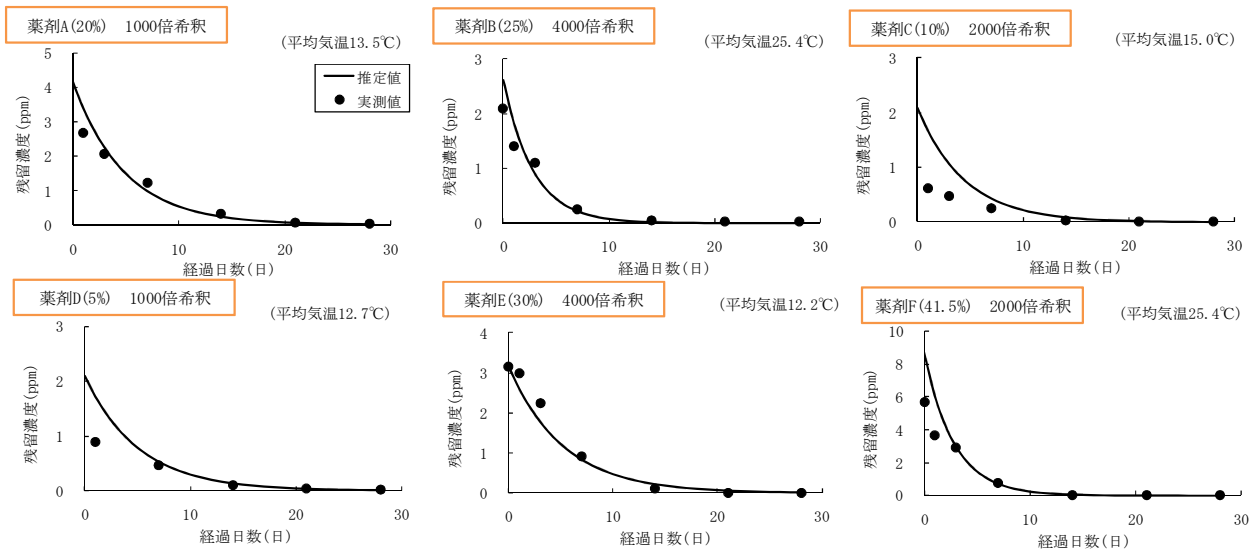 薬剤A(20%) 1000倍希釈
(平均気温13.5℃)
5
4
3
2
1
0
残留濃度(ppm)
推定値
実測値
0 10 20 30
経過日数(日)
薬剤B(25%) 4000倍希釈
(平均気温25.4℃)
3
2
1
0
残留濃度(ppm)
0 10 20 30
経過日数(日)
薬剤C(10%) 2000倍希釈
(平均気温15.0℃)
3
2
1
0
残留濃度(ppm)
0 10 20 30
経過日数(日)
薬剤D(5%) 1000倍希釈
(平均気温12.7℃)
3
2
1
0
残留濃度(ppm)
0 10 20 30
経過日数(日)
薬剤E(30%) 4000倍希釈
(平均気温12.2℃)
4
3
2
1
0
残留濃度(ppm)
0 10 20 30
経過日数(日)
薬剤F(41.5%) 2000倍希釈
(平均気温25.4℃)
10
8
6
4
2
0
残留濃度(ppm)
0 10 20 30
経過日数(日)